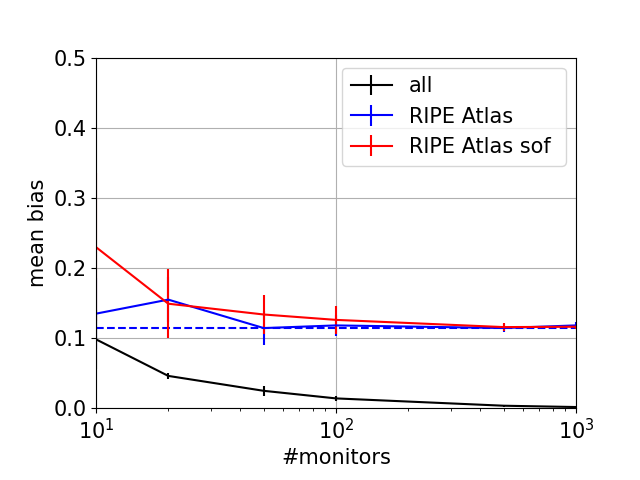 0.5
0.4
0.3
0.2
0.1
0.0
mean bias
all
RIPE Atlas
RIPE Atlas sof
10¹
10²
10³
#monitors